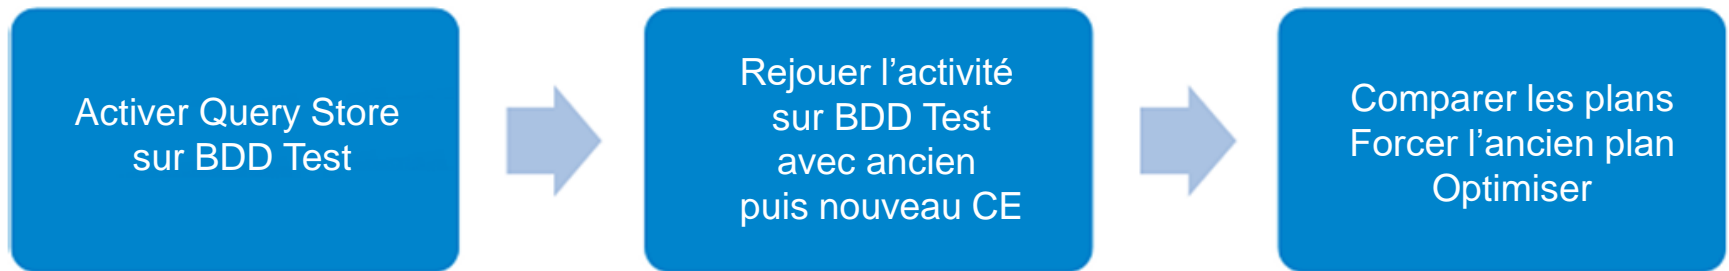 Activer Query Store
sur BDD Test
Rejouer l’activité
sur BDD Test
avec ancien
puis nouveau CE
Comparer les plans
Forcer l’ancien plan
Optimiser